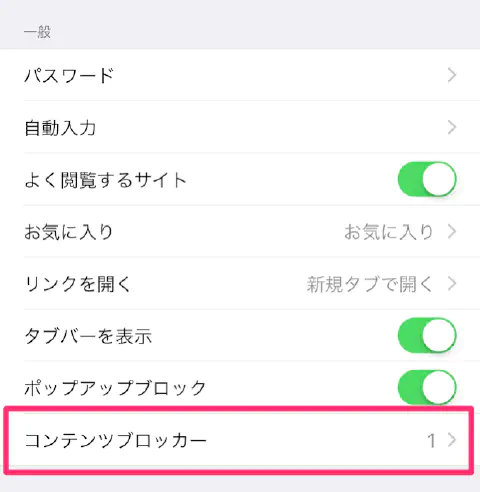 一般
パスワード
自動入力
よく閲覧するサイト
お気に入り お気に入り
リンクを開く 新規タブで開く
タブバーを表示
ポップアップブロック
コンテンツブロッカー 1